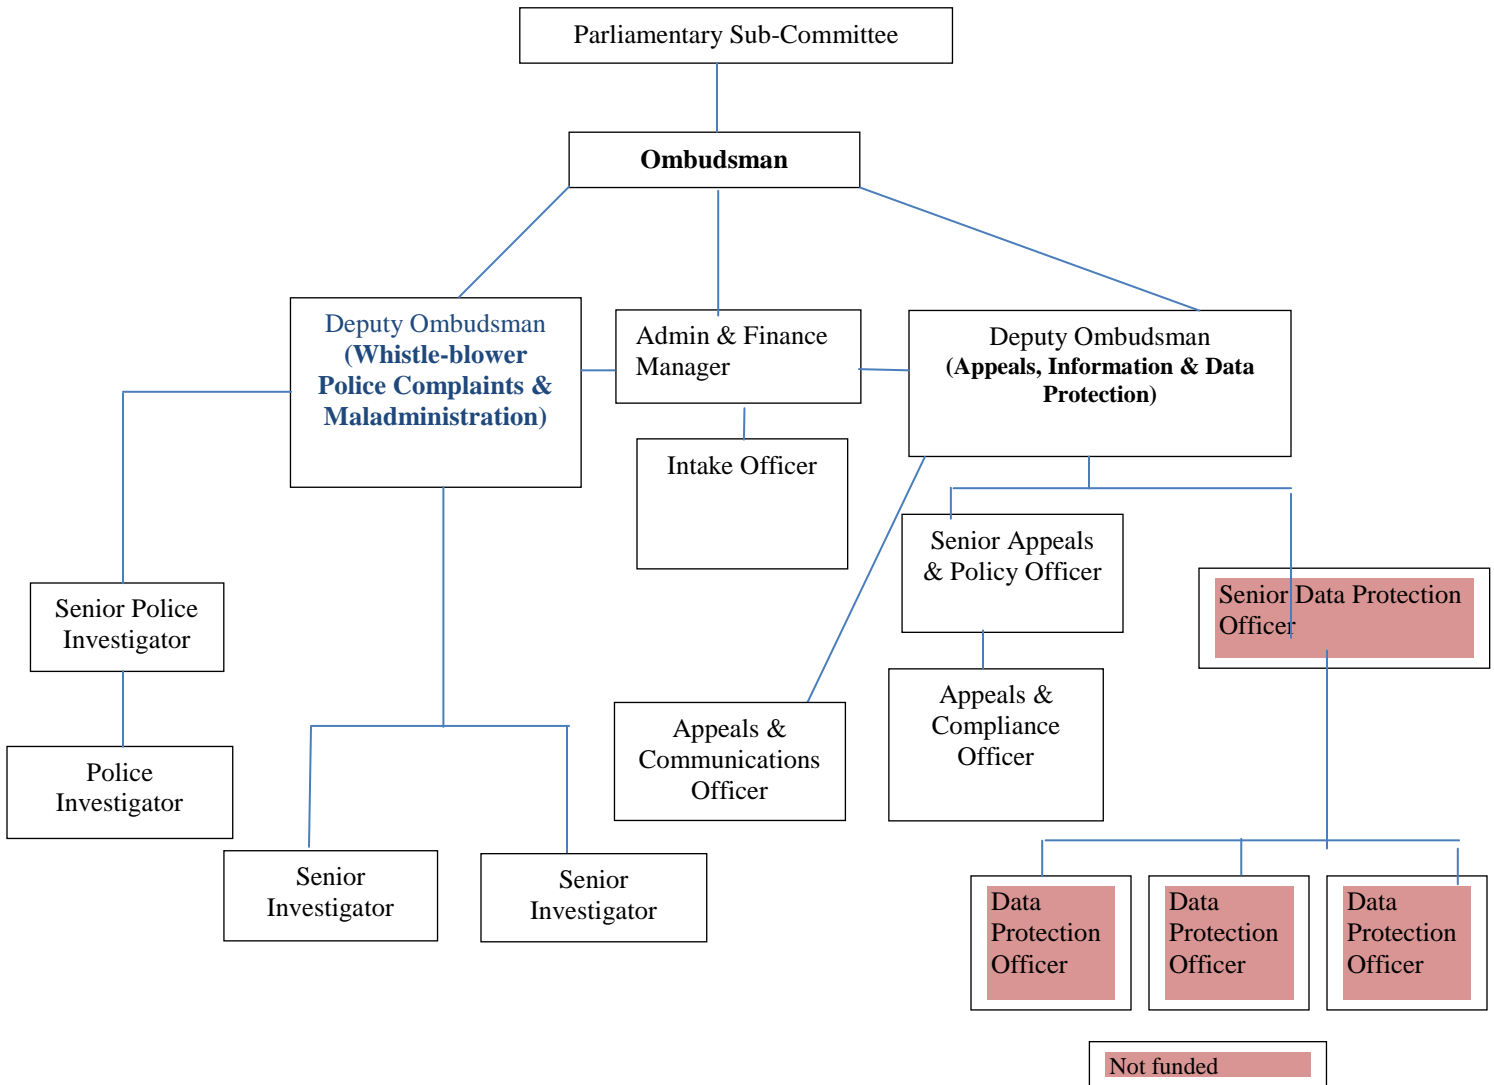 Parliamentary Sub-Committee
Ombudsman
Deputy Ombudsman
(Whistle-blower
Police Complaints &
Maladministration)
Admin & Finance
Manager
Deputy Ombudsman
(Appeals, Information & Data
Protection)
Intake Officer
Senior Appeals
& Policy Officer
Senior Data Protection
Officer
Senior Police
Investigator
Appeals &
Compliance
Officer
Appeals &
Communications
Officer
Police
Investigator
Senior
Investigator
Senior
Investigator
Data
Protection
Officer
Data
Protection
Officer
Data
Protection
Officer
Not funded